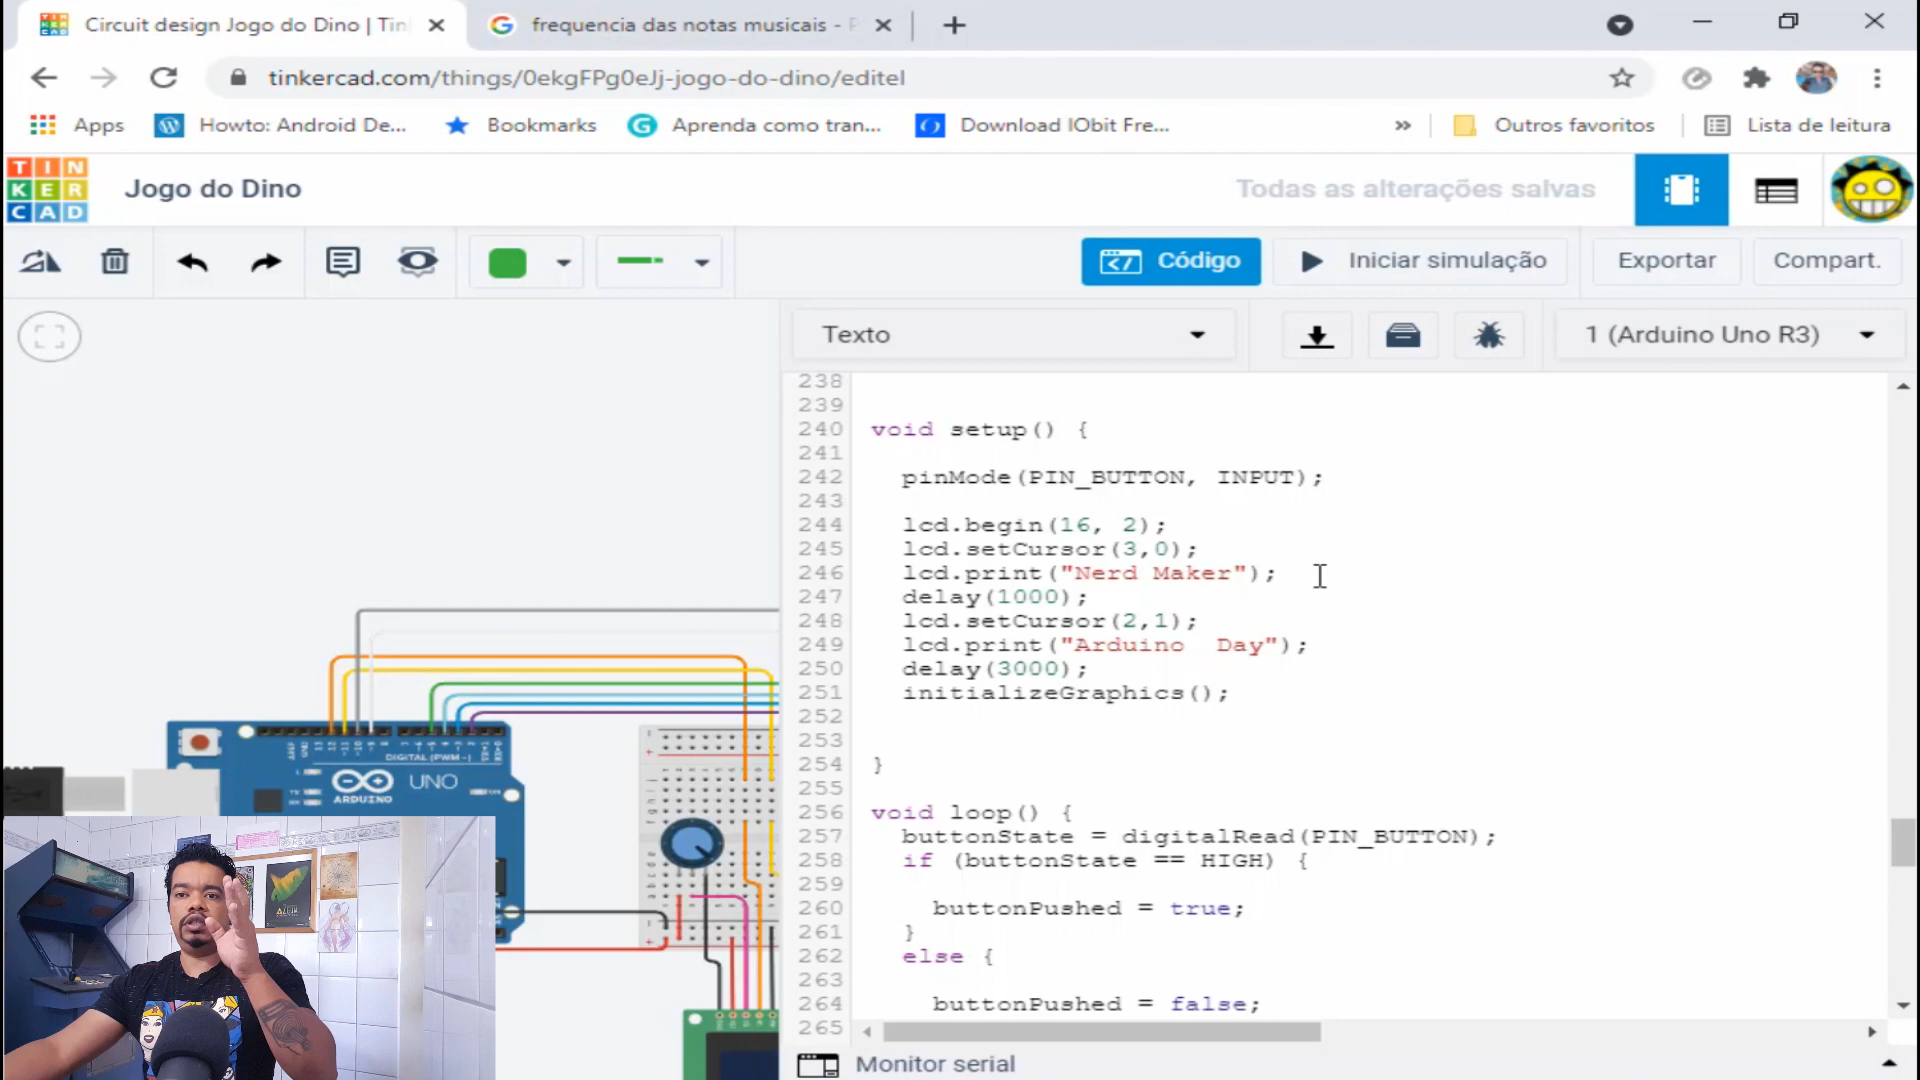 Circuit design Jogo do Dino | Tin
frequencia das notas musicais - P
tinkercad.com/things/0ekgFPg0eJj-jogo-do-dino/editel
Apps
Howto: Android De...
Bookmarks
Aprenda como tran...
Download IObit Fre...
»
Outros favoritos
Lista de leitura
TIN
KER
CAD
Jogo do Dino
Todas as alterações salvas
Código
Iniciar simulação
Exportar
Compart.
Texto
1 (Arduino Uno R3)
238
239
240 void setup() {
241
242 pinMode(PIN_BUTTON, INPUT);
243
244 lcd.begin(16, 2);
245 lcd.setCursor(3,0);
246 lcd.print("Nerd Maker");
247 delay(1000);
248 lcd.setCursor(2,1);
249 lcd.print("Arduino  Day");
250 delay(3000);
251 initializeGraphics();
252
253
254 }
255
256 void loop() {
257 buttonState = digitalRead(PIN_BUTTON);
258 if (buttonState == HIGH) {
259
260 buttonPushed = true;
261 }
262 else {
263
264 buttonPushed = false;
265
DIGITAL (PWM~)
UNO
ARDUINO
Monitor serial